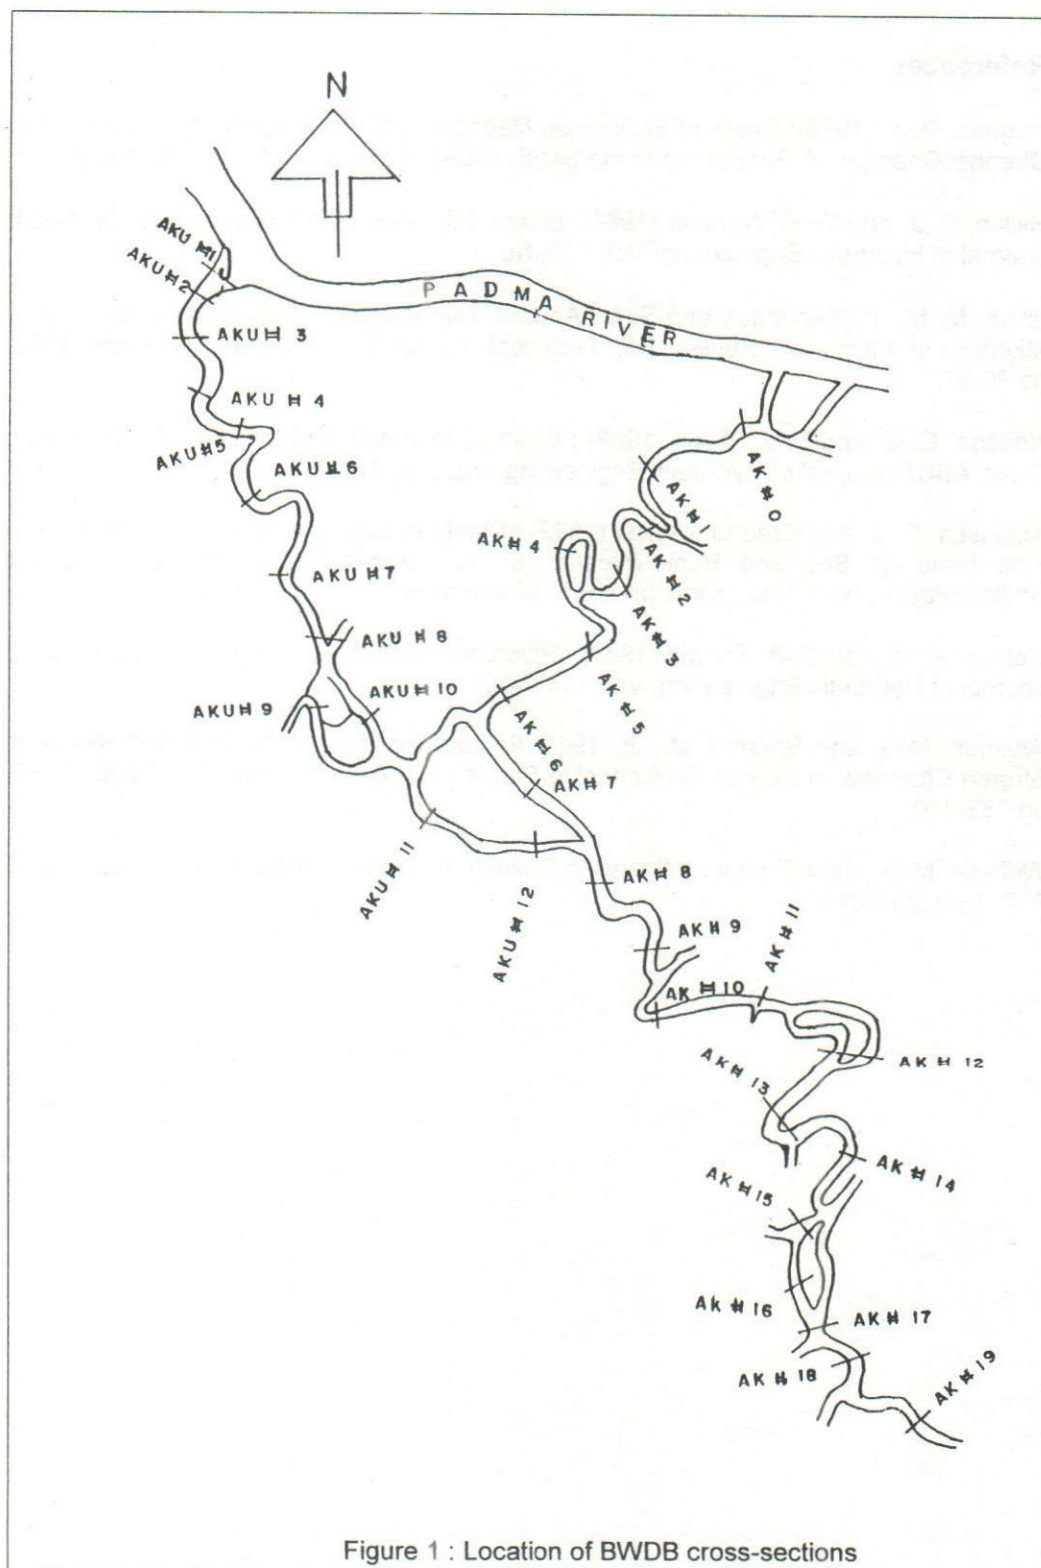 N
AKU #1
AKU #2
PADMA RIVER
AKU # 3
AKU # 4
AKU #5
AKU #6
AK # 0
AK # 1
AK # 4
AK # 2
AKU #7
AK # 3
AKU # 8
AK # 5
AKU # 9
AKU # 10
AK # 6
AK # 7
AKU # 11
AKU # 12
AK # 8
AK # 9
AK # 11
AK # 10
AK # 12
AK # 13
AK # 14
AK # 15
AK # 16
AK # 17
AK # 18
AK # 19
Figure 1 : Location of BWDB cross-sections